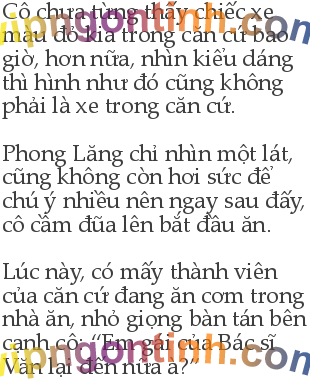 Cô chưa từng thấy chiếc xe
màu đỏ kia trong căn cứ bao
giờ, hơn nữa, nhìn kiểu dáng
thì hình như đó cũng không
phải là xe trong căn cứ.

Phong Lăng chỉ nhìn một lát,
cũng không còn hơi sức để
chú ý nhiều nên ngay sau đấy,
cô cầm đũa lên bắt đầu ăn.

Lúc này, có mấy thành viên
của căn cứ đang ăn cơm trong
nhà ăn, nhỏ giọng bàn tán bên
cạnh cô: “Em gái của Bác sĩ
Văn lại đến nữa à?”
vipngontinh.com
vipngontinh.com